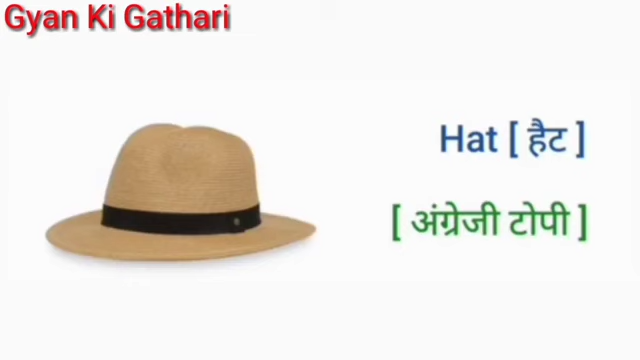 Gyan Ki Gathari
Hat [ हैट ]
[ अंग्रेजी टोपी ]